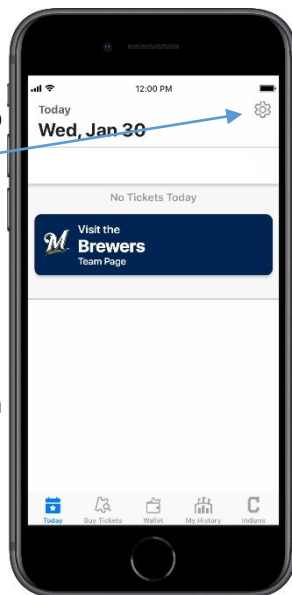 12:00 PM
Today
Wed, Jan 30
No Tickets Today
M
Visit the
Brewers
Team Page
Today Buy Tickets Wallet My History Indians
C